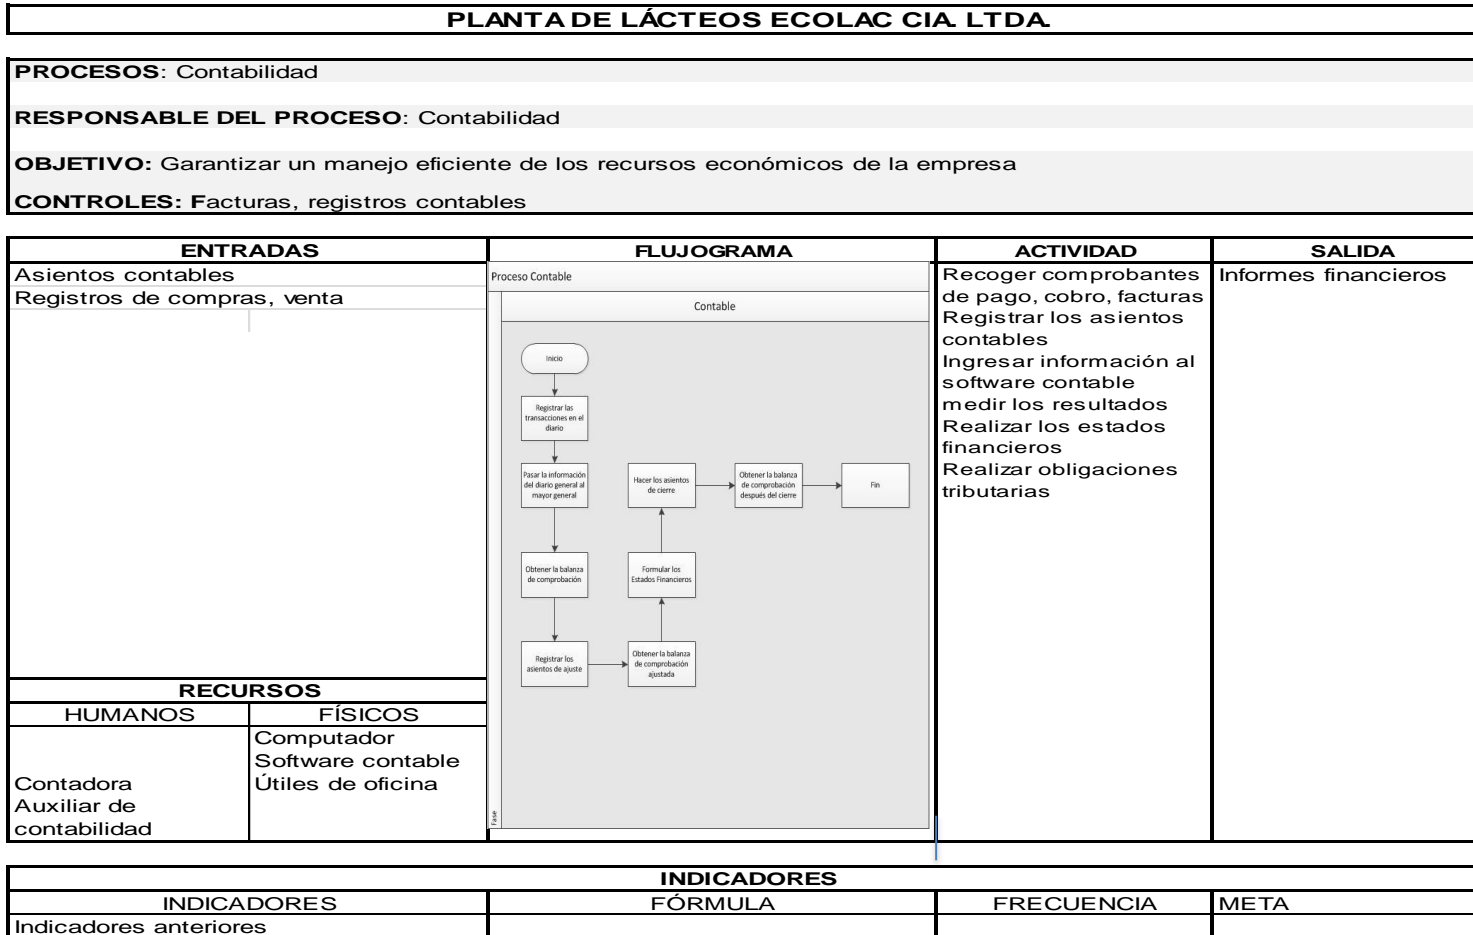 PLANTA DE LÁCTEOS ECOLAC CIA. LTDA.
PROCESOS: Contabilidad
RESPONSABLE DEL PROCESO: Contabilidad
OBJETIVO: Garantizar un manejo eficiente de los recursos económicos de la empresa
CONTROLES: Facturas, registros contables
ENTRADAS
Asientos contables
Registros de compras, venta
RECURSOS
HUMANOS
Contadora
Auxiliar de
contabilidad
FÍSICOS
Computador
Software contable
Útiles de oficina
FLUJOGRAMA
Proceso Contable
Contable
Inicio
Registrar las
transacciones en el
diario
Pasar la información
del diario general al
mayor general
Obtener la balanza
de comprobación
Registrar los
asientos de ajuste
Obtener la balanza
de comprobación
ajustada
Formular los
Estados Financieros
Hacer los asientos
de cierre
Obtener la balanza
de comprobación
después del cierre
Fin
Fase
ACTIVIDAD
Recoger comprobantes
de pago, cobro, facturas
Registrar los asientos
contables
Ingresar información al
software contable
medir los resultados
Realizar los estados
financieros
Realizar obligaciones
tributarias
SALIDA
Informes financieros
INDICADORES
INDICADORES
FÓRMULA
FRECUENCIA
META
Indicadores anteriores